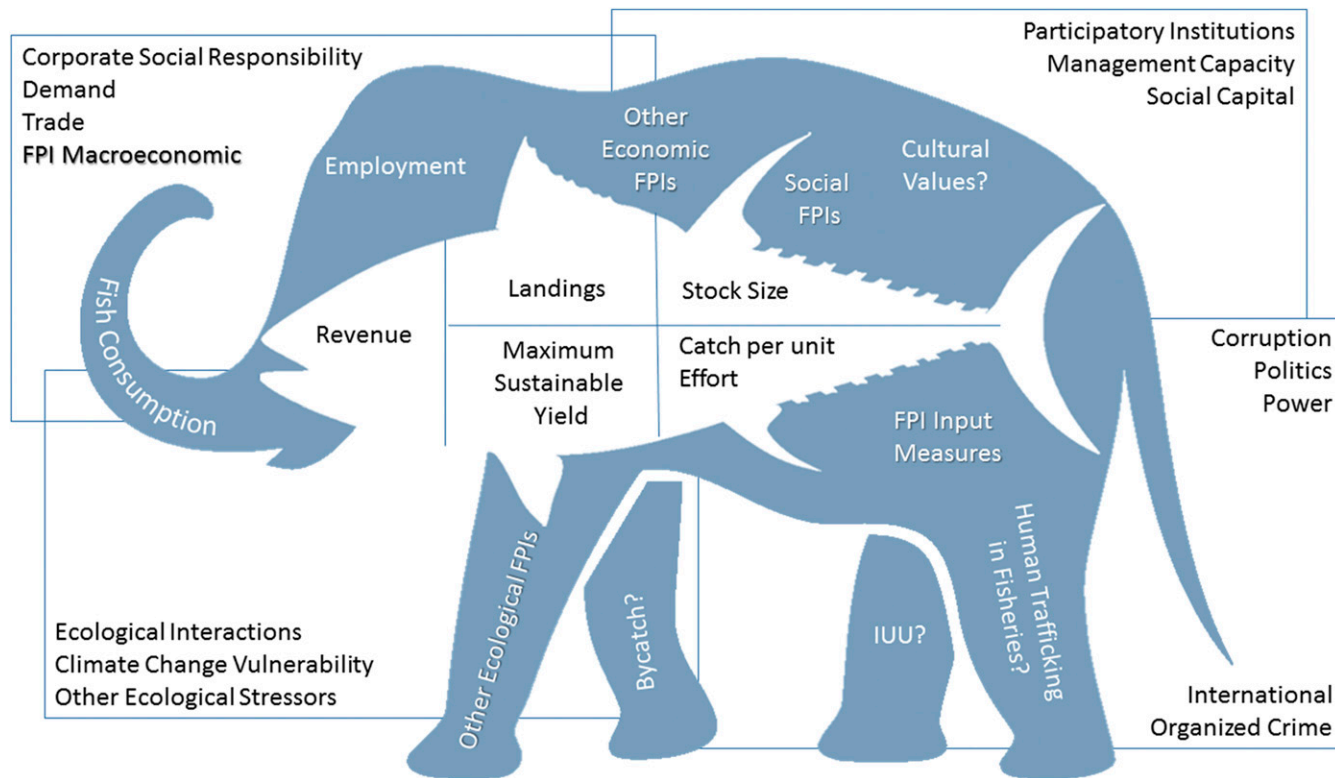 Corporate Social Responsibility
Demand
Trade
FPI Macroeconomic
Participatory Institutions
Management Capacity
Social Capital
Employment
Other
Economic
FPIs
Social
FPIs
Cultural
Values?
Fish Consumption
Revenue
Landings
Stock Size
Maximum
Sustainable
Yield
Catch per unit
Effort
FPI Input
Measures
Corruption
Politics
Power
Other Ecological FPIs
Bycatch?
IUU?
Human Trafficking
in Fisheries?
Ecological Interactions
Climate Change Vulnerability
Other Ecological Stressors
International
Organized Crime